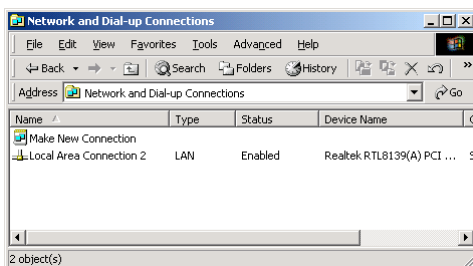 Network and Dial-up Connections
File Edit View Favorites Tools Advanced Help
Back Search Folders History »
Address Network and Dial-up Connections Go
Name Type Status Device Name
Make New Connection
Local Area Connection 2 LAN Enabled Realtek RTL8139(A) PCI ...
2 object(s)